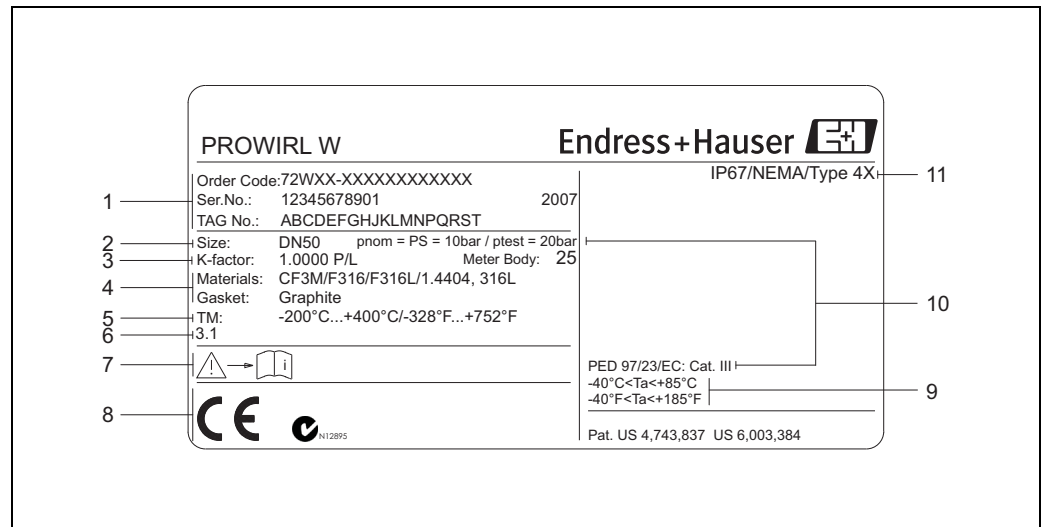 PROWIRL W
Endress+Hauser
IP67/NEMA/Type 4X
11
1
Order Code:72WXX-XXXXXXXXXXXX
Ser.No.: 12345678901 2007
TAG No.: ABCDEFGHJKLMNPQRST
2
Size: DN50 pnom = PS = 10bar / ptest = 20bar
3
K-factor: 1.0000 P/L Meter Body: 25
4
Materials: CF3M/F316/F316L/1.4404, 316L
Gasket: Graphite
5
TM: -200°C...+400°C/-328°F...+752°F
6
3.1
7
i
8
CE
N12895
10
PED 97/23/EC: Cat. III
-40°C<Ta<+85°C
-40°F<Ta<+185°F
9
Pat. US 4,743,837 US 6,003,384